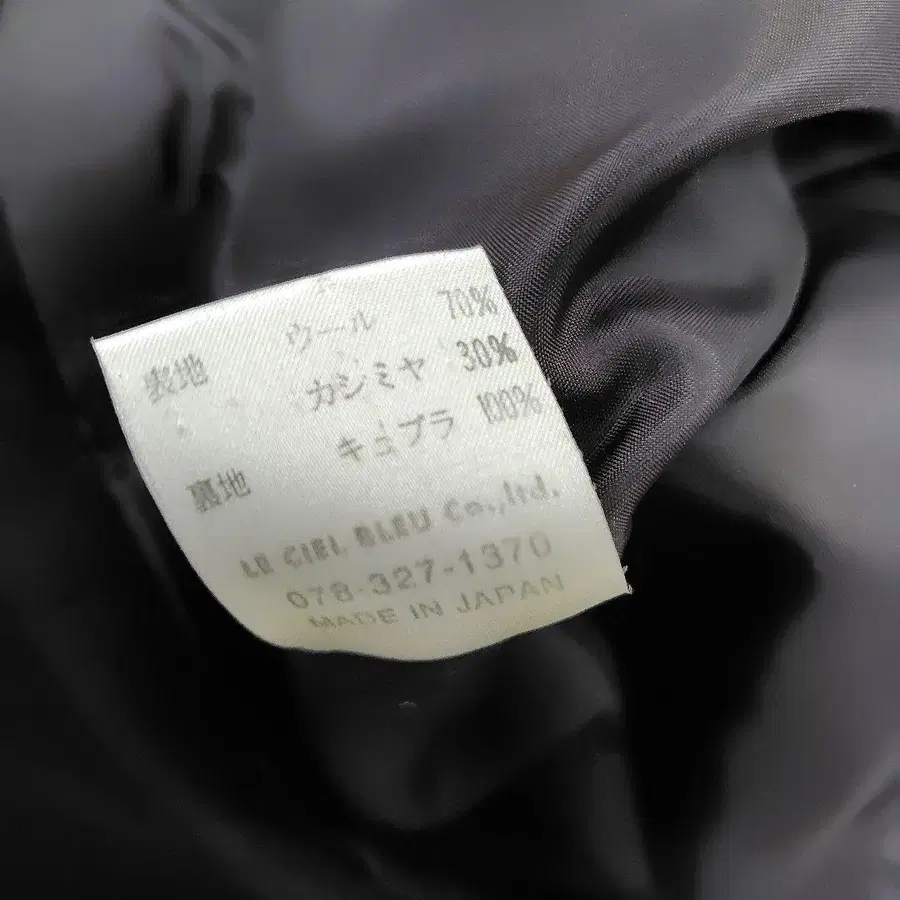 表地 ウール 70%
カシミヤ 30%
裏地 キュプラ 100%
LE CIEL BLEU Co.,ltd.
078-327-1370
MADE IN JAPAN